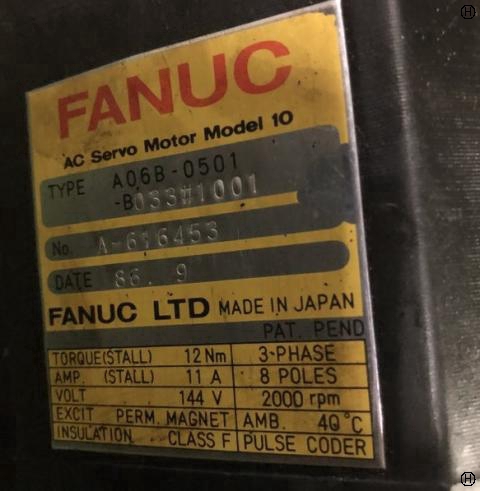 FANUC
AC Servo Motor Model 10
TYPE A06B-0501
-B033#1001
No. A-616453
DATE 86.9
FANUC LTD MADE IN JAPAN
PAT. PEND
TORQUE(STALL) 12 Nm 3-PHASE
AMP. (STALL) 11 A 8 POLES
VOLT 144 V 2000 rpm
EXCIT PERM. MAGNET AMB. 40°C
INSULATION CLASS F PULSE CODER
H
H